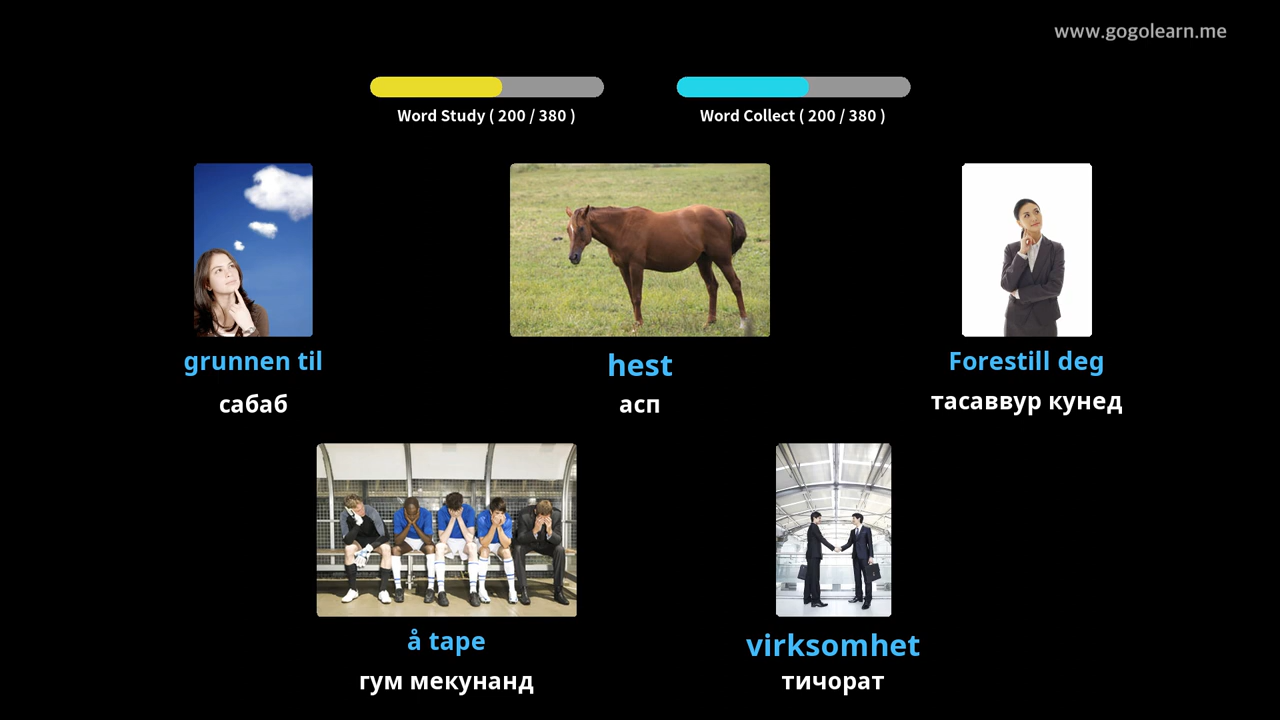 www.gogolearn.me
Word Study ( 200 / 380 )
Word Collect ( 200 / 380 )
grunnen til
сабаб
hest
асп
Forestill deg
тасаввур кунед
å tape
гум мекунанд
virksomhet
тичорат